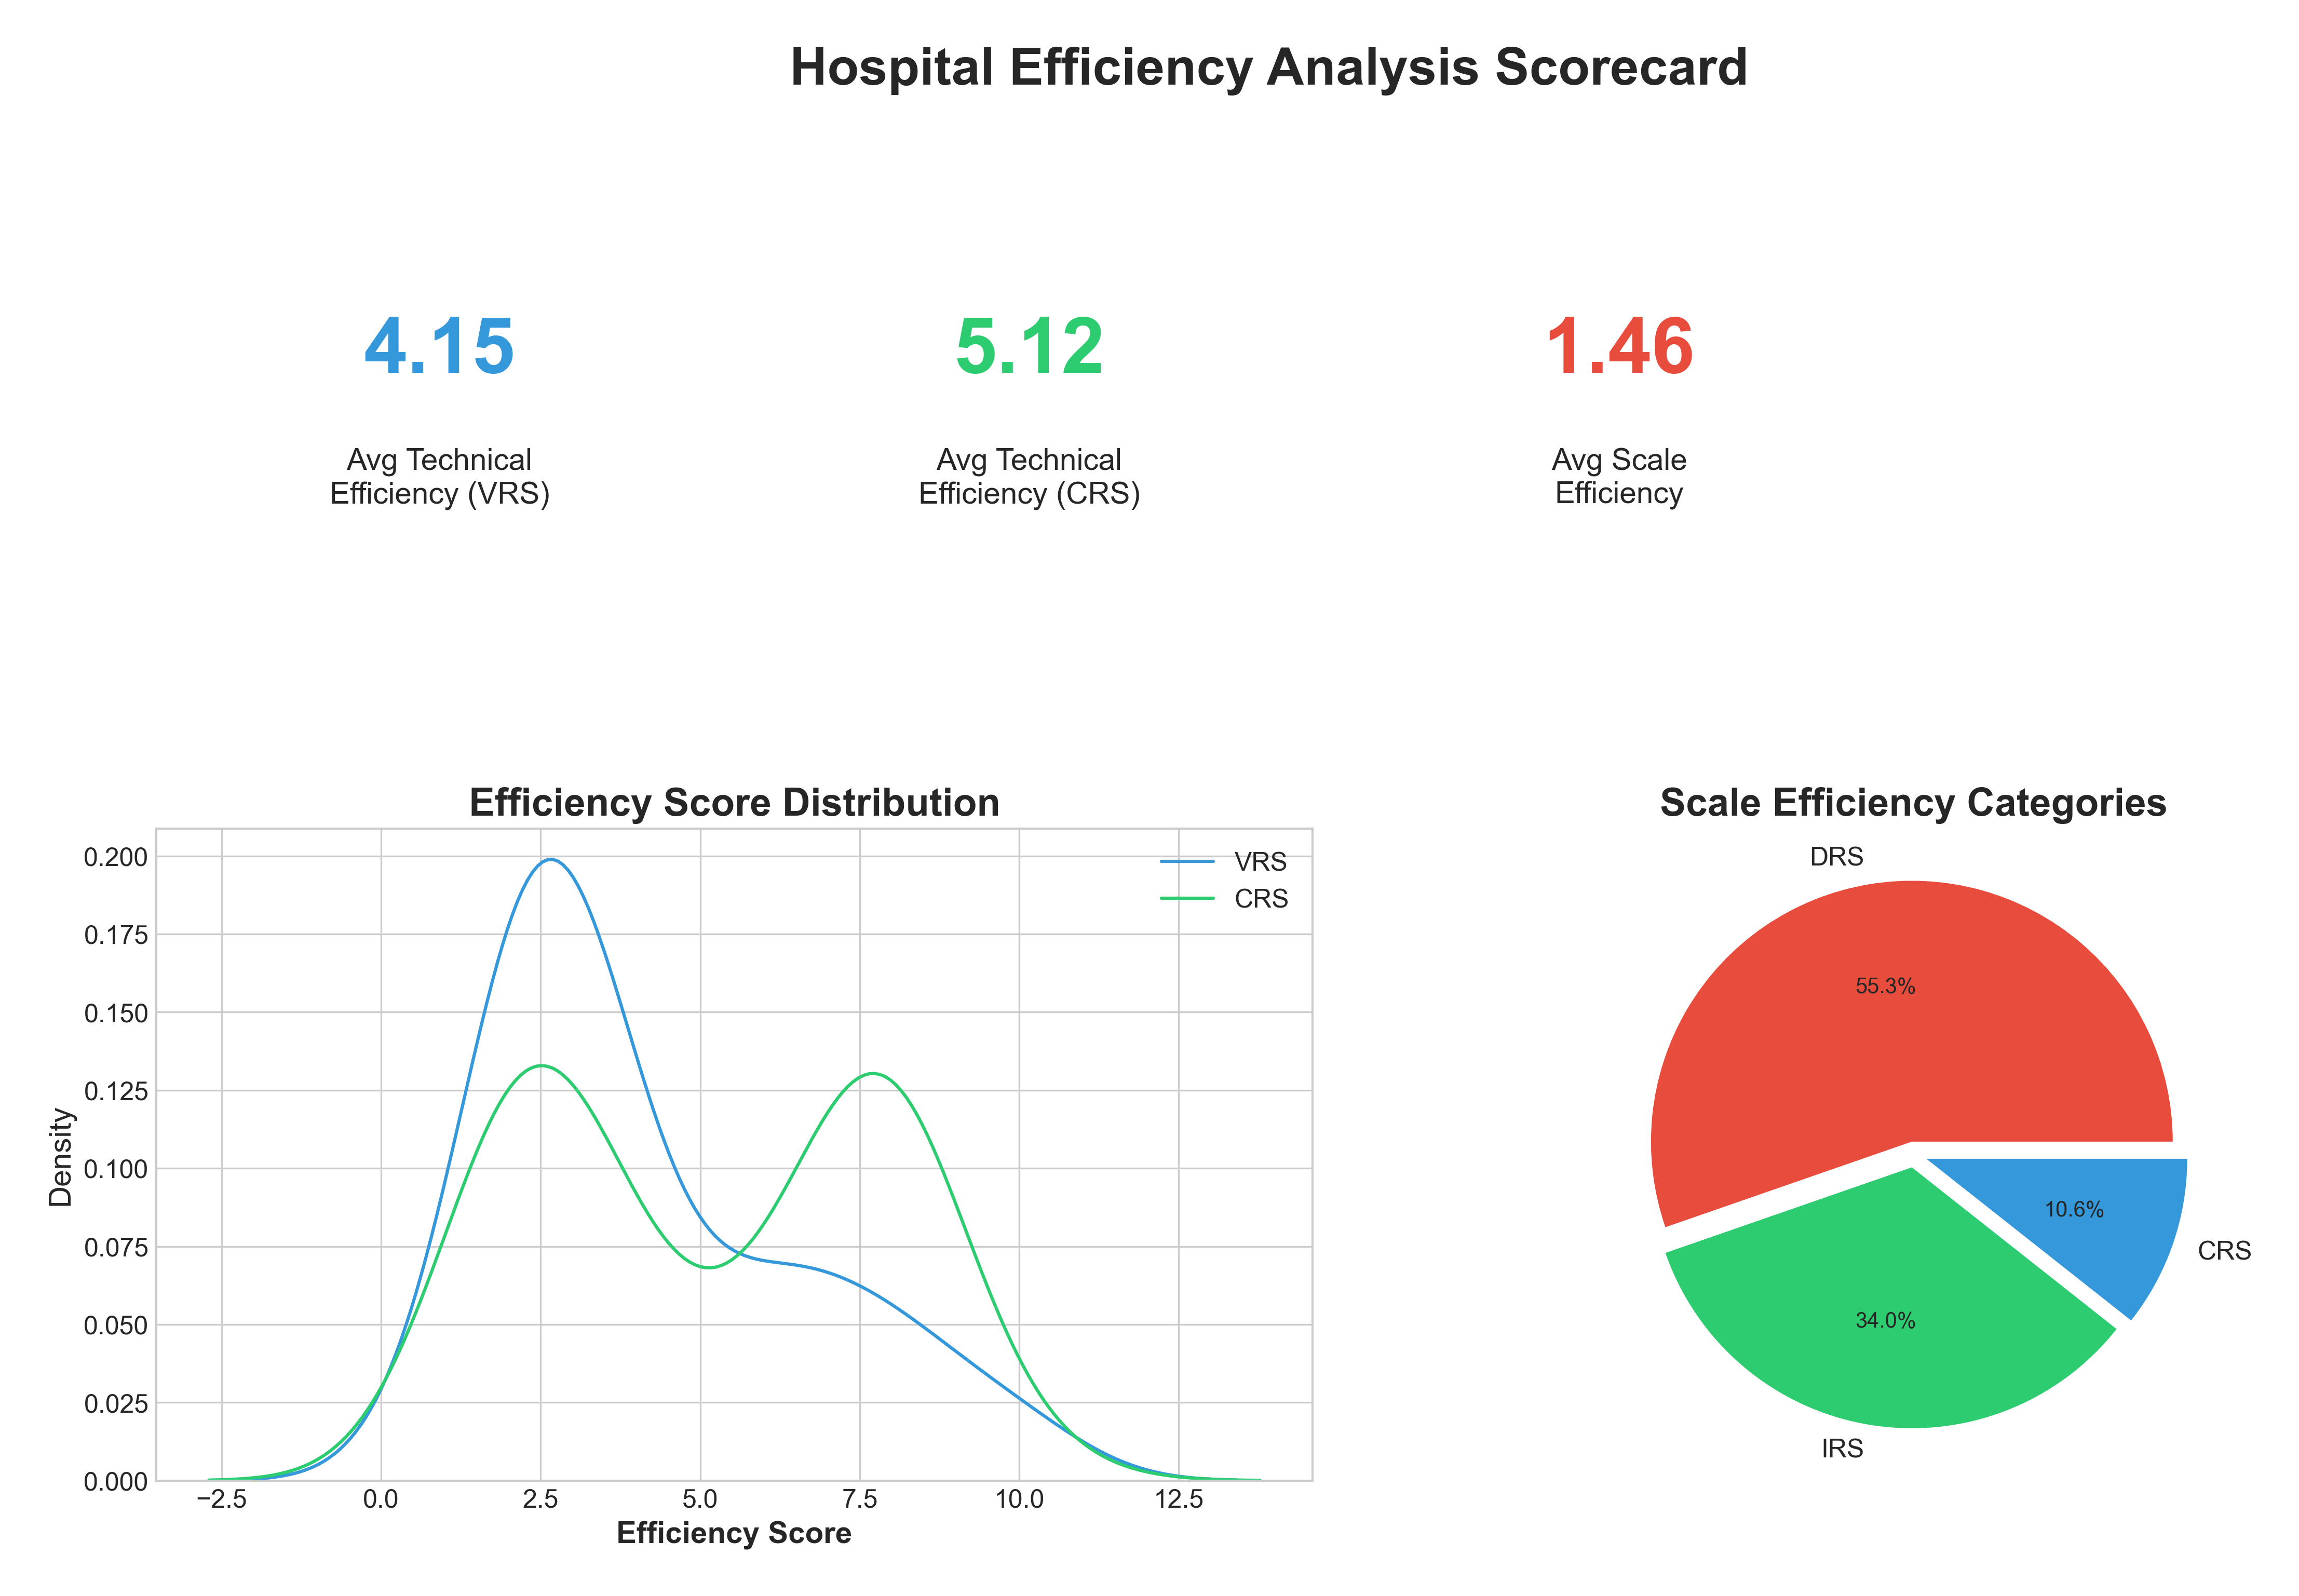 Hospital Efficiency Analysis Scorecard
4.15
Avg Technical
Efficiency (VRS)
5.12
Avg Technical
Efficiency (CRS)
1.46
Avg Scale
Efficiency
Efficiency Score Distribution
VRS
CRS
0.200
0.175
0.150
0.125
0.100
0.075
0.050
0.025
0.000
Density
−2.5
0.0
2.5
5.0
7.5
10.0
12.5
Efficiency Score
Scale Efficiency Categories
DRS
55.3%
10.6%
CRS
34.0%
IRS